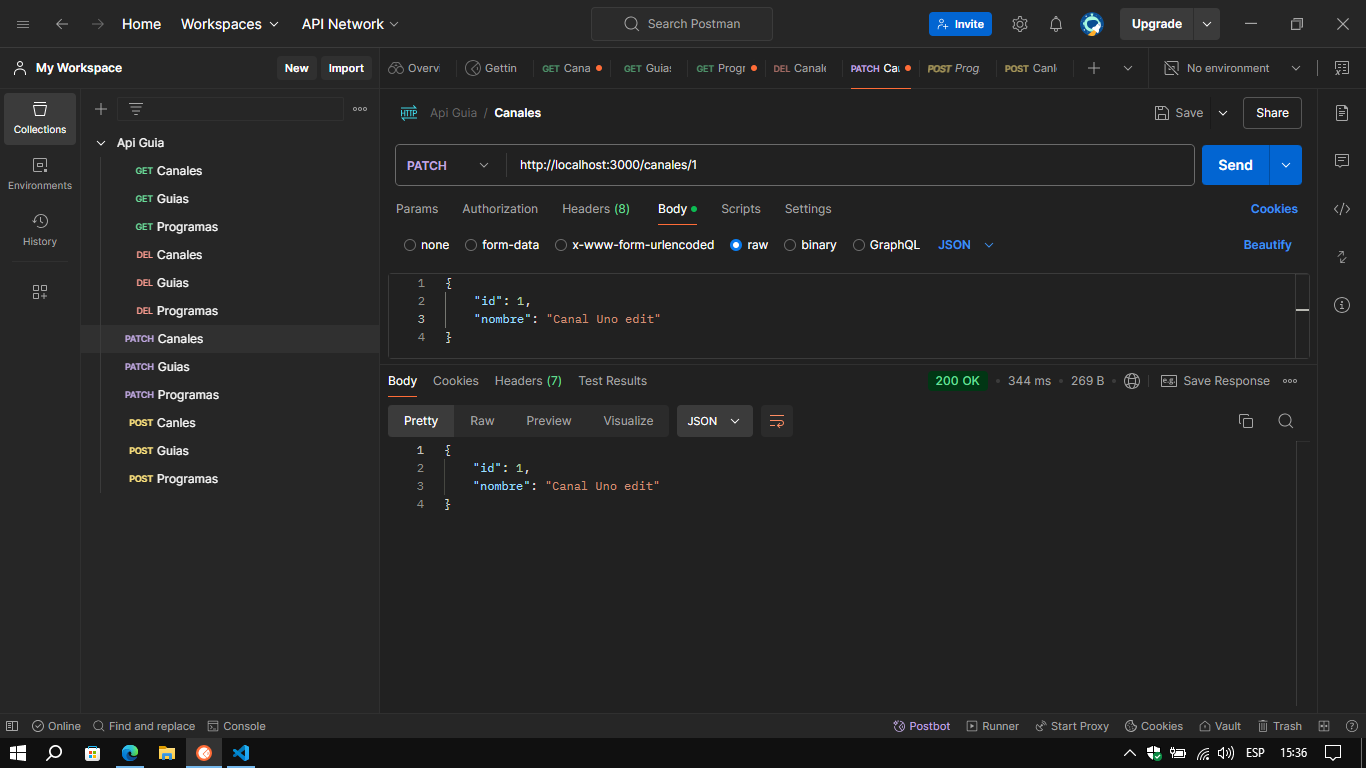 Home Workspaces API Network Search Postman Invite Upgrade
My Workspace New Import Overvi Gettin GET Cana GET Guias GET Progr DEL Canale PATCH Ca POST Prog POST Canl No environment
Collections
Environments
History
Api Guia
GET Canales
GET Guias
GET Programas
DEL Canales
DEL Guias
DEL Programas
PATCH Canales
PATCH Guias
PATCH Programas
POST Canles
POST Guias
POST Programas
HTTP Api Guia / Canales Save Share
PATCH http://localhost:3000/canales/1 Send
Params Authorization Headers (8) Body Scripts Settings Cookies
none form-data x-www-form-urlencoded raw binary GraphQL JSON Beautify
1 {
2 "id": 1,
3 "nombre": "Canal Uno edit"
4 }
Body Cookies Headers (7) Test Results 200 OK • 344 ms • 269 B • e.g. Save Response
Pretty Raw Preview Visualize JSON
1 {
2 "id": 1,
3 "nombre": "Canal Uno edit"
4 }
Online Find and replace Console Postbot Runner Start Proxy Cookies Vault Trash
ESP 15:36